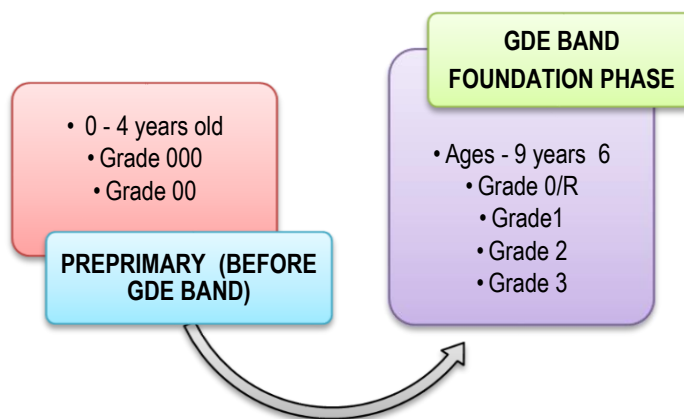 • 0 - 4 years old
• Grade 000
• Grade 00
PREPRIMARY (BEFORE
GDE BAND)
GDE BAND
FOUNDATION PHASE
• Ages - 9 years 6
• Grade 0/R
• Grade1
• Grade 2
• Grade 3